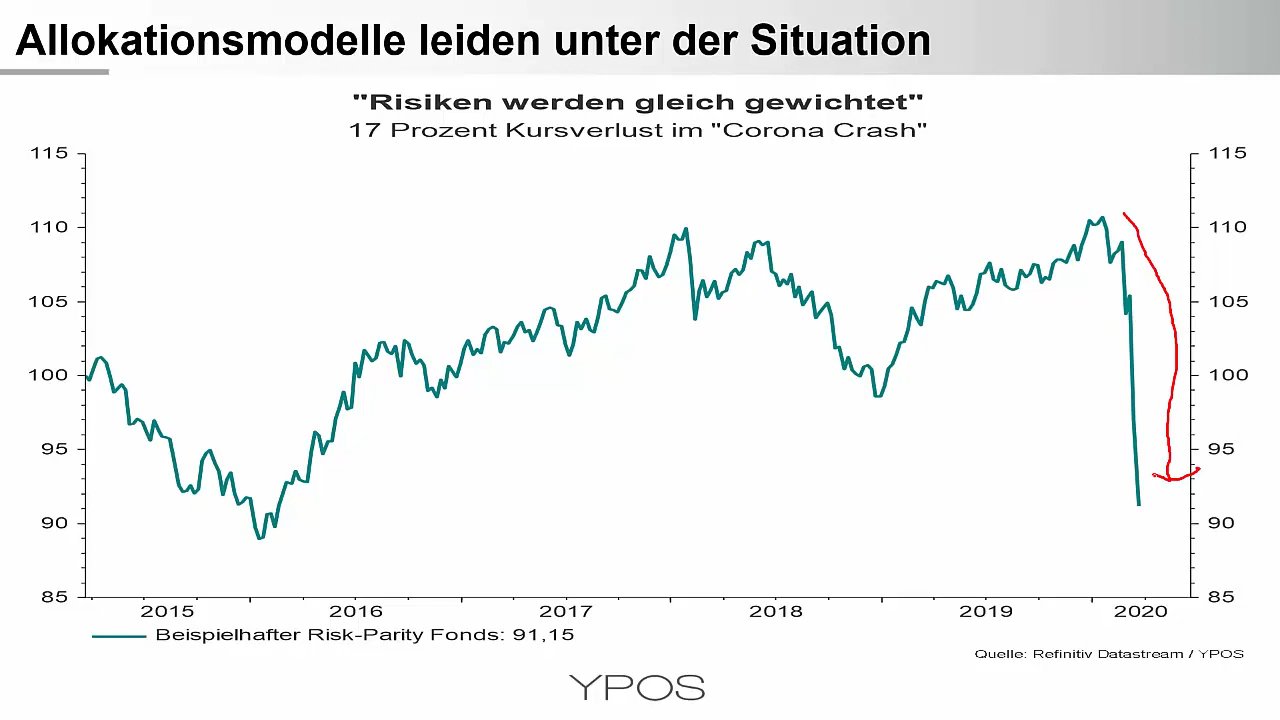 Allokationsmodelle leiden unter der Situation
"Risiken werden gleich gewichtet"
17 Prozent Kursverlust im "Corona Crash"
115 115
110 110
105 105
100 100
95 95
90 90
85 85
2015 2016 2017 2018 2019 2020
Beispielhafter Risk-Parity Fonds: 91,15
Quelle: Refinitiv Datastream / YPOS
YPOS